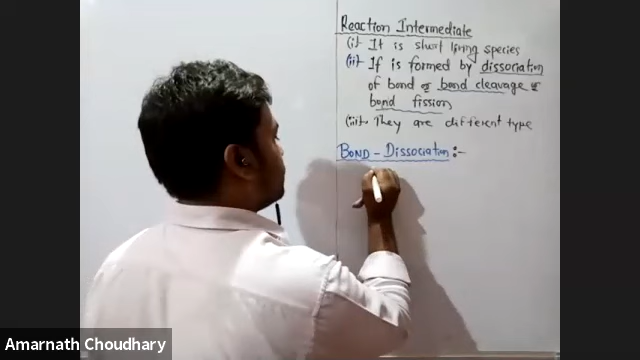 Reaction Intermediate
(i)- It is short living species
(ii)- If is formed by dissociation
of bond or bond cleavage or
bond fission
(iii)- They are different type
BOND - Dissociation :-
Amarnath Choudhary